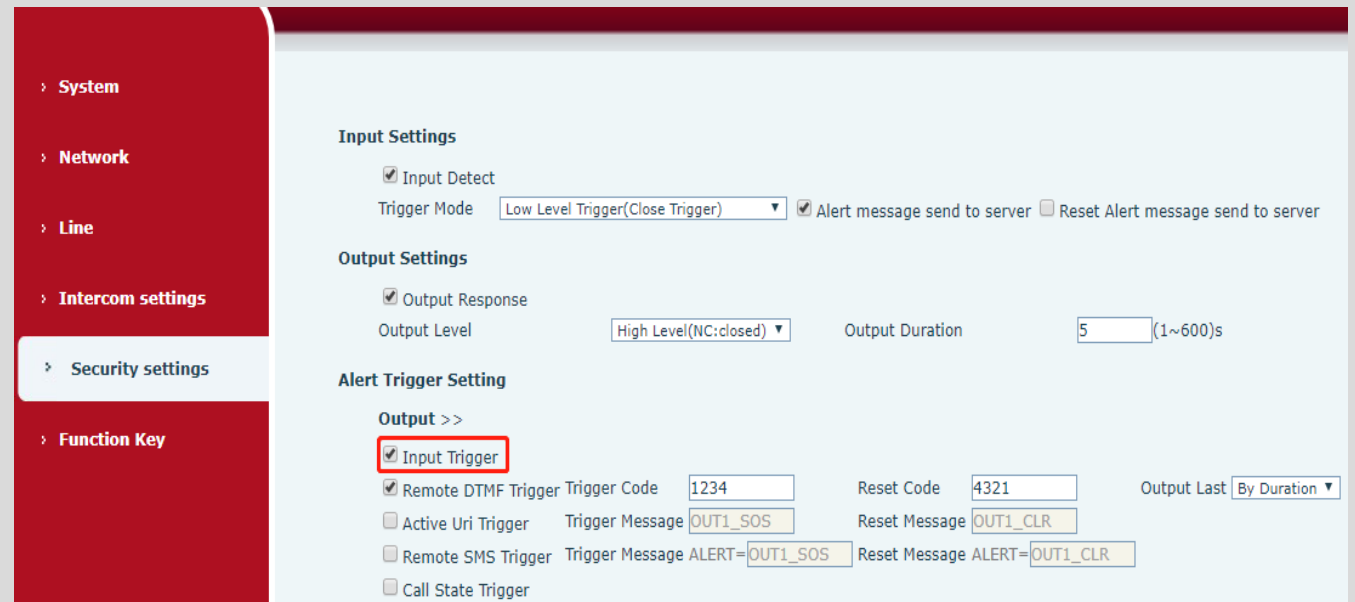 System
Network
Line
Intercom settings
Security settings
Function Key
Input Settings
Input Detect
Trigger Mode Low Level Trigger(Close Trigger) Alert message send to server Reset Alert message send to server
Output Settings
Output Response
Output Level High Level(NC:closed) Output Duration 5 (1~600)s
Alert Trigger Setting
Output >>
Input Trigger
Remote DTMF Trigger Trigger Code 1234 Reset Code 4321 Output Last By Duration
Active Uri Trigger Trigger Message OUT1_SOS Reset Message OUT1_CLR
Remote SMS Trigger Trigger Message ALERT=OUT1_SOS Reset Message ALERT=OUT1_CLR
Call State Trigger